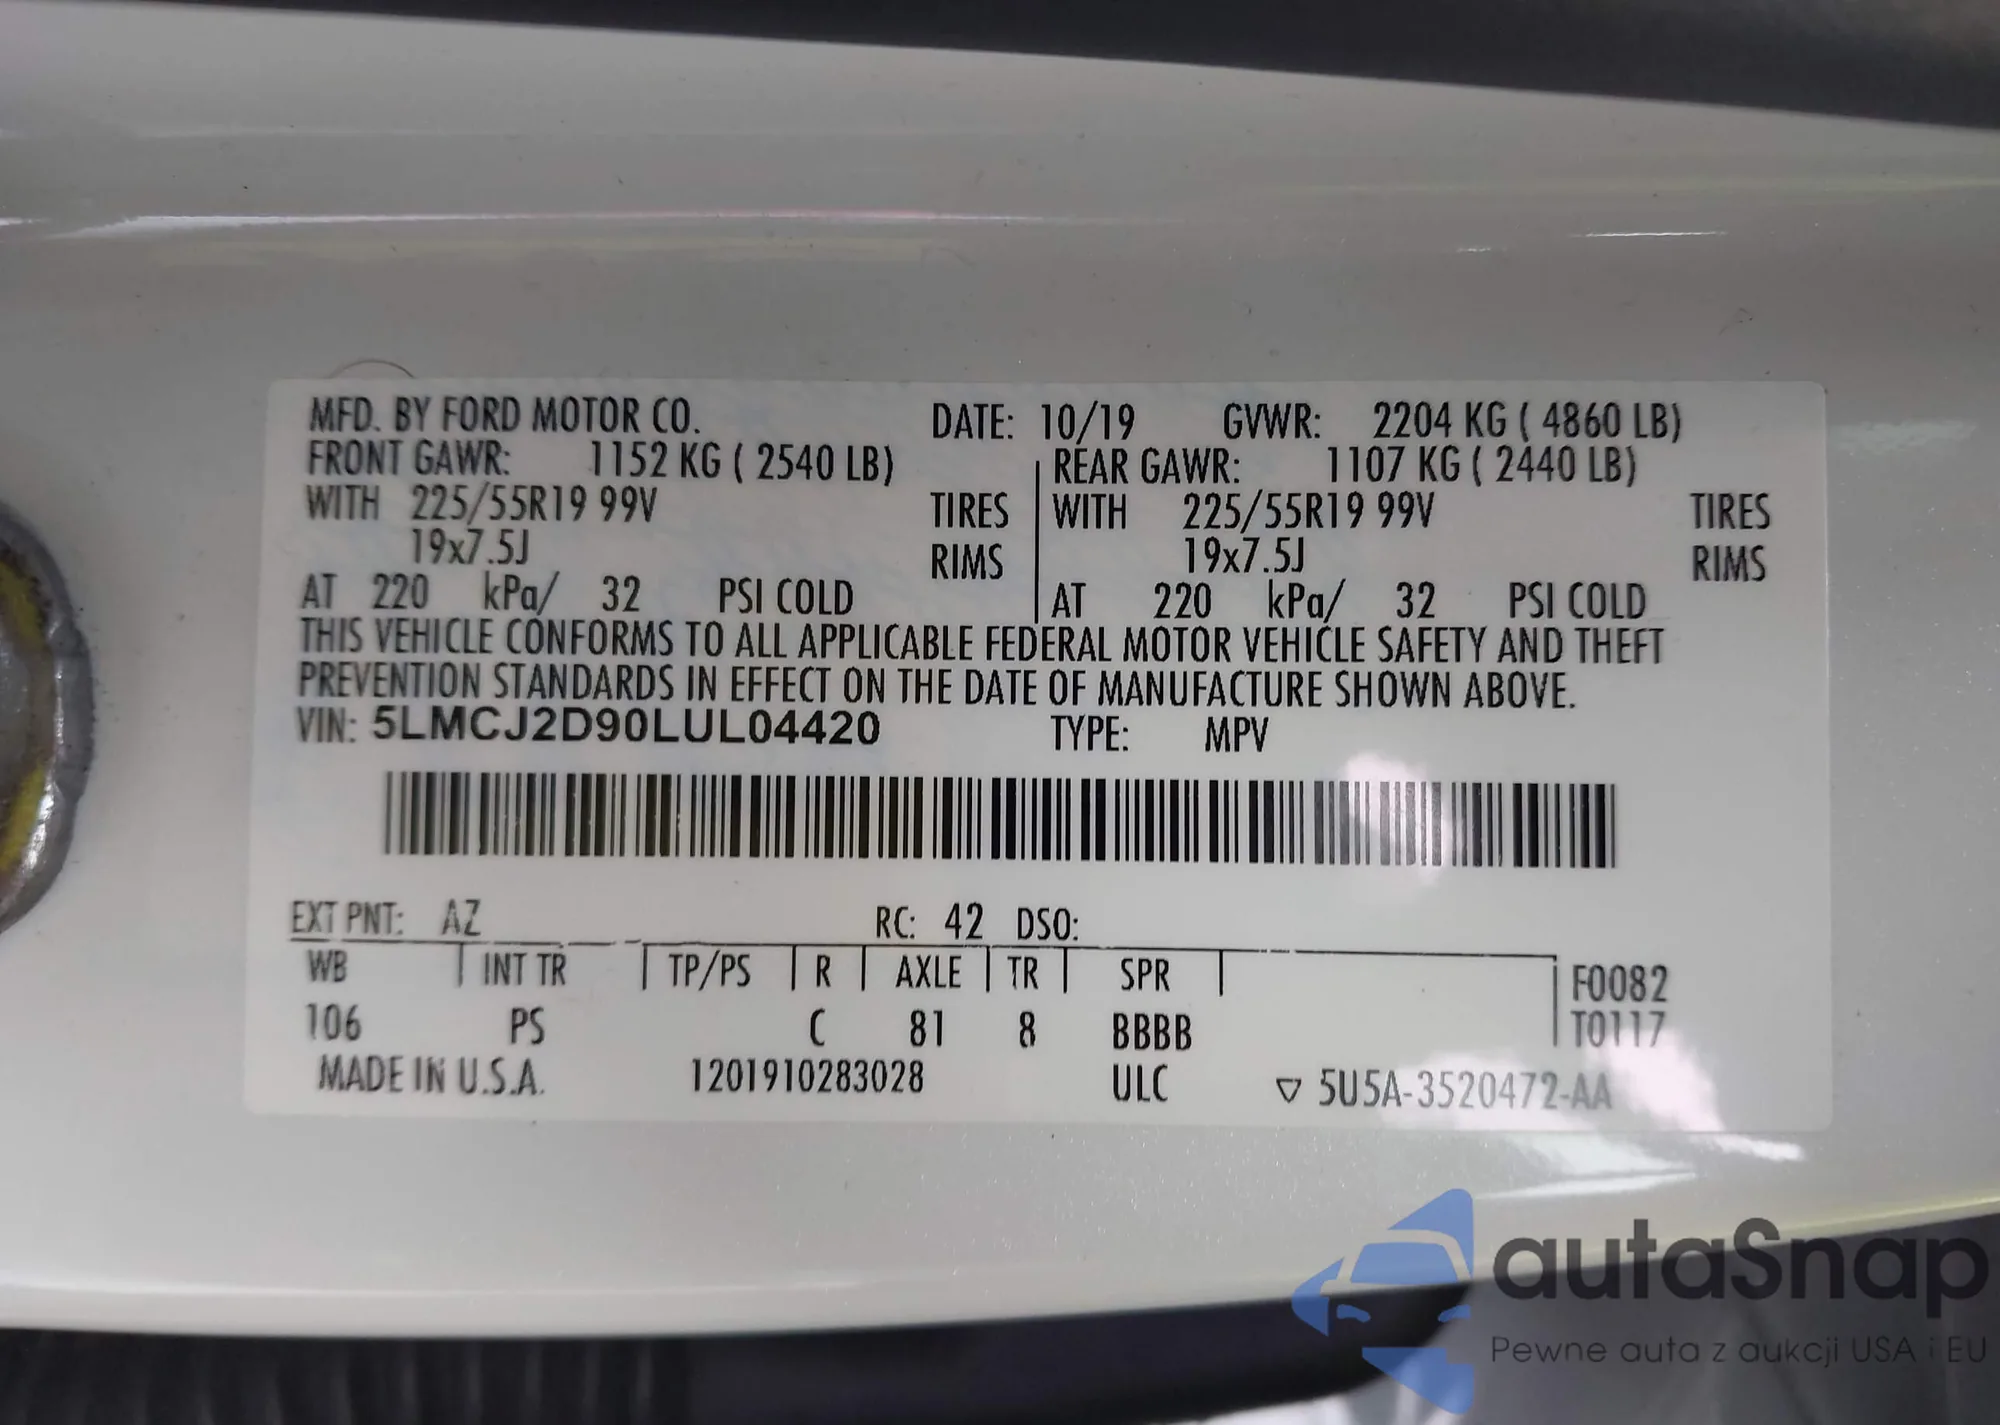 MFD. BY FORD MOTOR CO. DATE: 10/19 GVWR: 2204 KG ( 4860 LB)
FRONT GAWR: 1152 KG ( 2540 LB) REAR GAWR: 1107 KG ( 2440 LB)
WITH 225/55R19 99V TIRES WITH 225/55R19 99V TIRES
19x7.5J RIMS 19x7.5J RIMS
AT 220 kPa/ 32 PSI COLD AT 220 kPa/ 32 PSI COLD
THIS VEHICLE CONFORMS TO ALL APPLICABLE FEDERAL MOTOR VEHICLE SAFETY AND THEFT
PREVENTION STANDARDS IN EFFECT ON THE DATE OF MANUFACTURE SHOWN ABOVE.
VIN: 5LMCJ2D90LUL04420 TYPE: MPV
EXT PNT: AZ RC: 42 DSO:
WB INT TR TP/PS R AXLE TR SPR F0082
106 PS C 81 8 BBBB T0117
MADE IN U.S.A. 1201910283028 ULC ▽ 5U5A-3520472-AA
autaSnap
Pewne auta z aukcji USA i EU